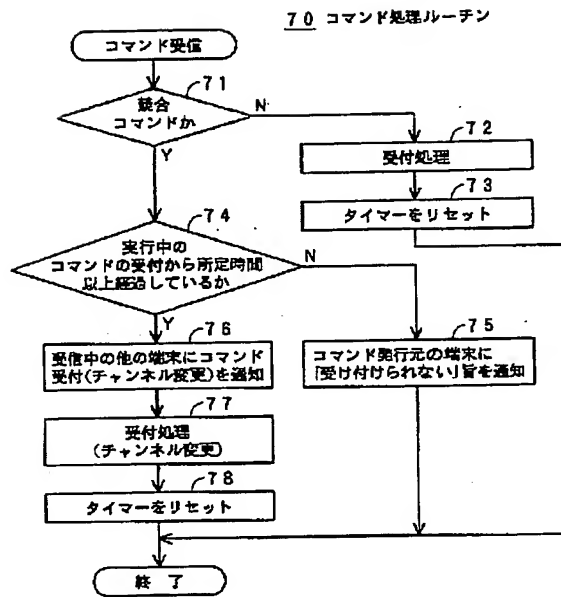 70 コマンド処理ルーチン
コマンド受信
71
競合
コマンドか
N
Y
72
受付処理
73
タイマーをリセット
74
実行中の
コマンドの受付から所定時間
以上経過しているか
N
Y
75
コマンド発行元の端末に
「受け付けられない」旨を通知
76
受信中の他の端末にコマンド
受付(チャンネル変更)を通知
77
受付処理
(チャンネル変更)
78
タイマーをリセット
終了